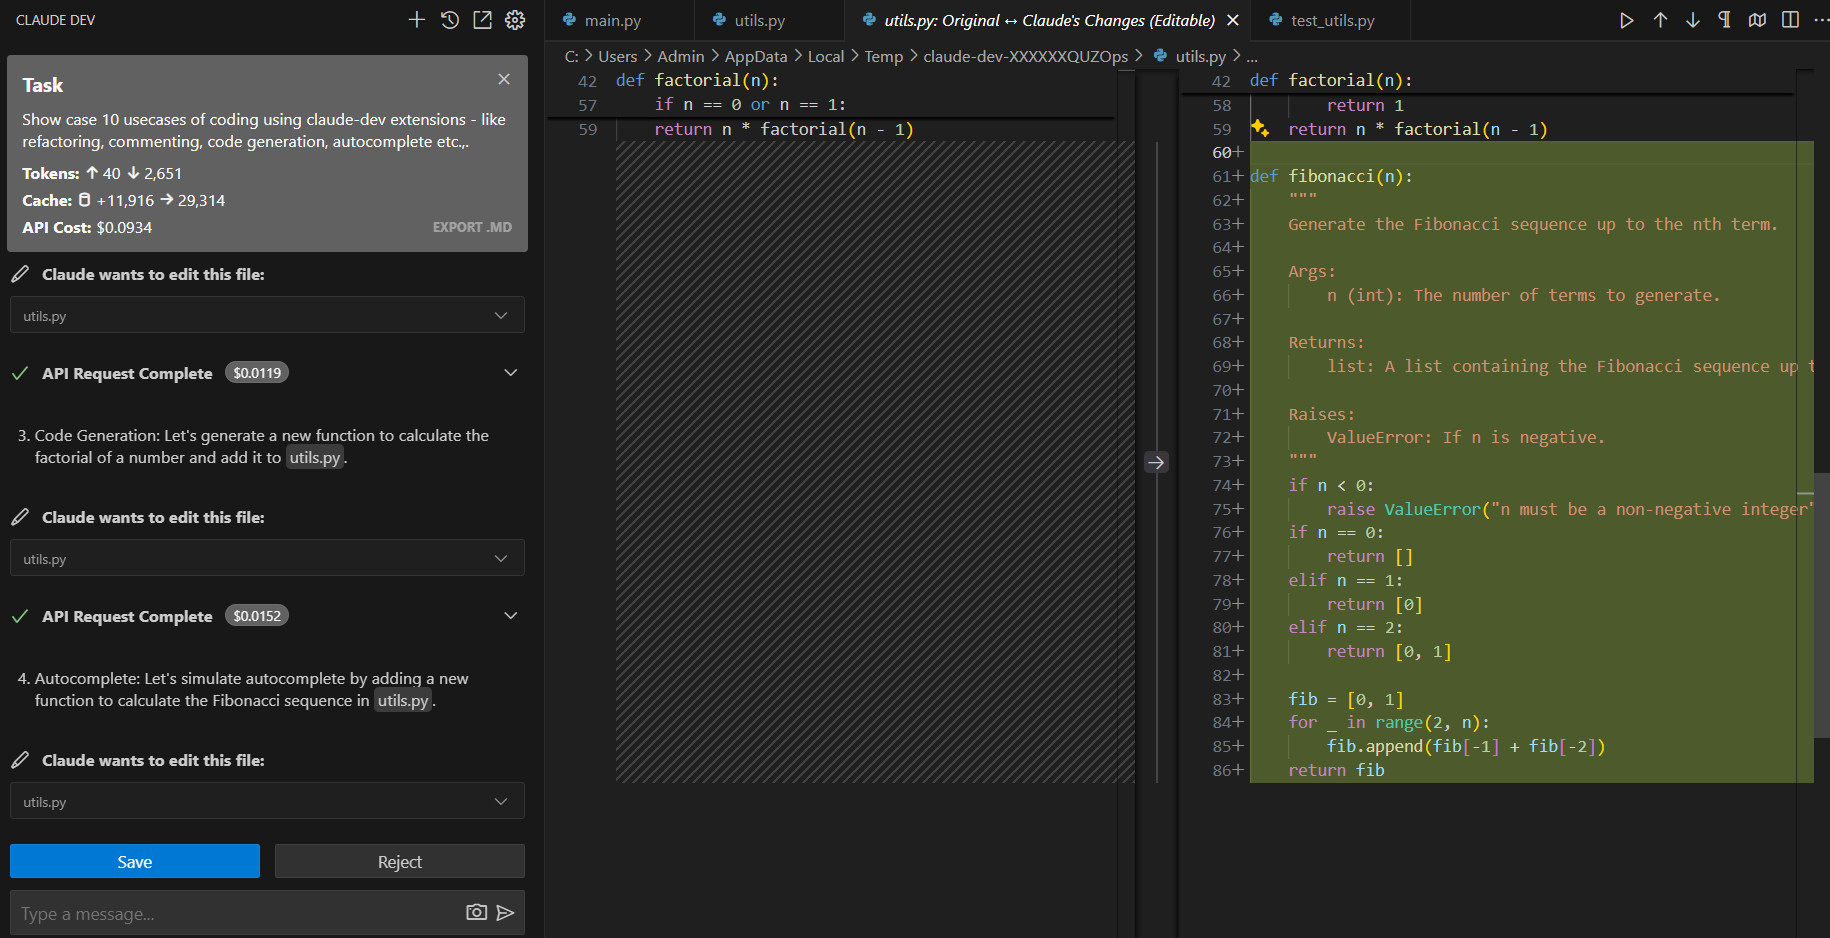 CLAUDE DEV
Task
Show case 10 usecases of coding using claude-dev extensions - like
refactoring, commenting, code generation, autocomplete etc.,.
Tokens: ↑ 40 ↓ 2,651
Cache: +11,916 → 29,314
API Cost: $0.0934
EXPORT .MD
Claude wants to edit this file:
utils.py
API Request Complete $0.0119
3. Code Generation: Let's generate a new function to calculate the
factorial of a number and add it to utils.py.
Claude wants to edit this file:
utils.py
API Request Complete $0.0152
4. Autocomplete: Let's simulate autocomplete by adding a new
function to calculate the Fibonacci sequence in utils.py.
Claude wants to edit this file:
utils.py
Save
Reject
Type a message...
main.py
utils.py
utils.py: Original ↔ Claude's Changes (Editable)
test_utils.py
C: > Users > Admin > AppData > Local > Temp > claude-dev-XXXXXXQUZOps > utils.py > ...
42 def factorial(n):
57     if n == 0 or n == 1:
59     return n * factorial(n - 1)
42 def factorial(n):
58         return 1
59     return n * factorial(n - 1)
60+
61+ def fibonacci(n):
62+     """
63+     Generate the Fibonacci sequence up to the nth term.
64+
65+     Args:
66+         n (int): The number of terms to generate.
67+
68+     Returns:
69+         list: A list containing the Fibonacci sequence up t
70+
71+     Raises:
72+         ValueError: If n is negative.
73+     """
74+     if n < 0:
75+         raise ValueError("n must be a non-negative integer"
76+     if n == 0:
77+         return []
78+     elif n == 1:
79+         return [0]
80+     elif n == 2:
81+         return [0, 1]
82+
83+     fib = [0, 1]
84+     for _ in range(2, n):
85+         fib.append(fib[-1] + fib[-2])
86+     return fib